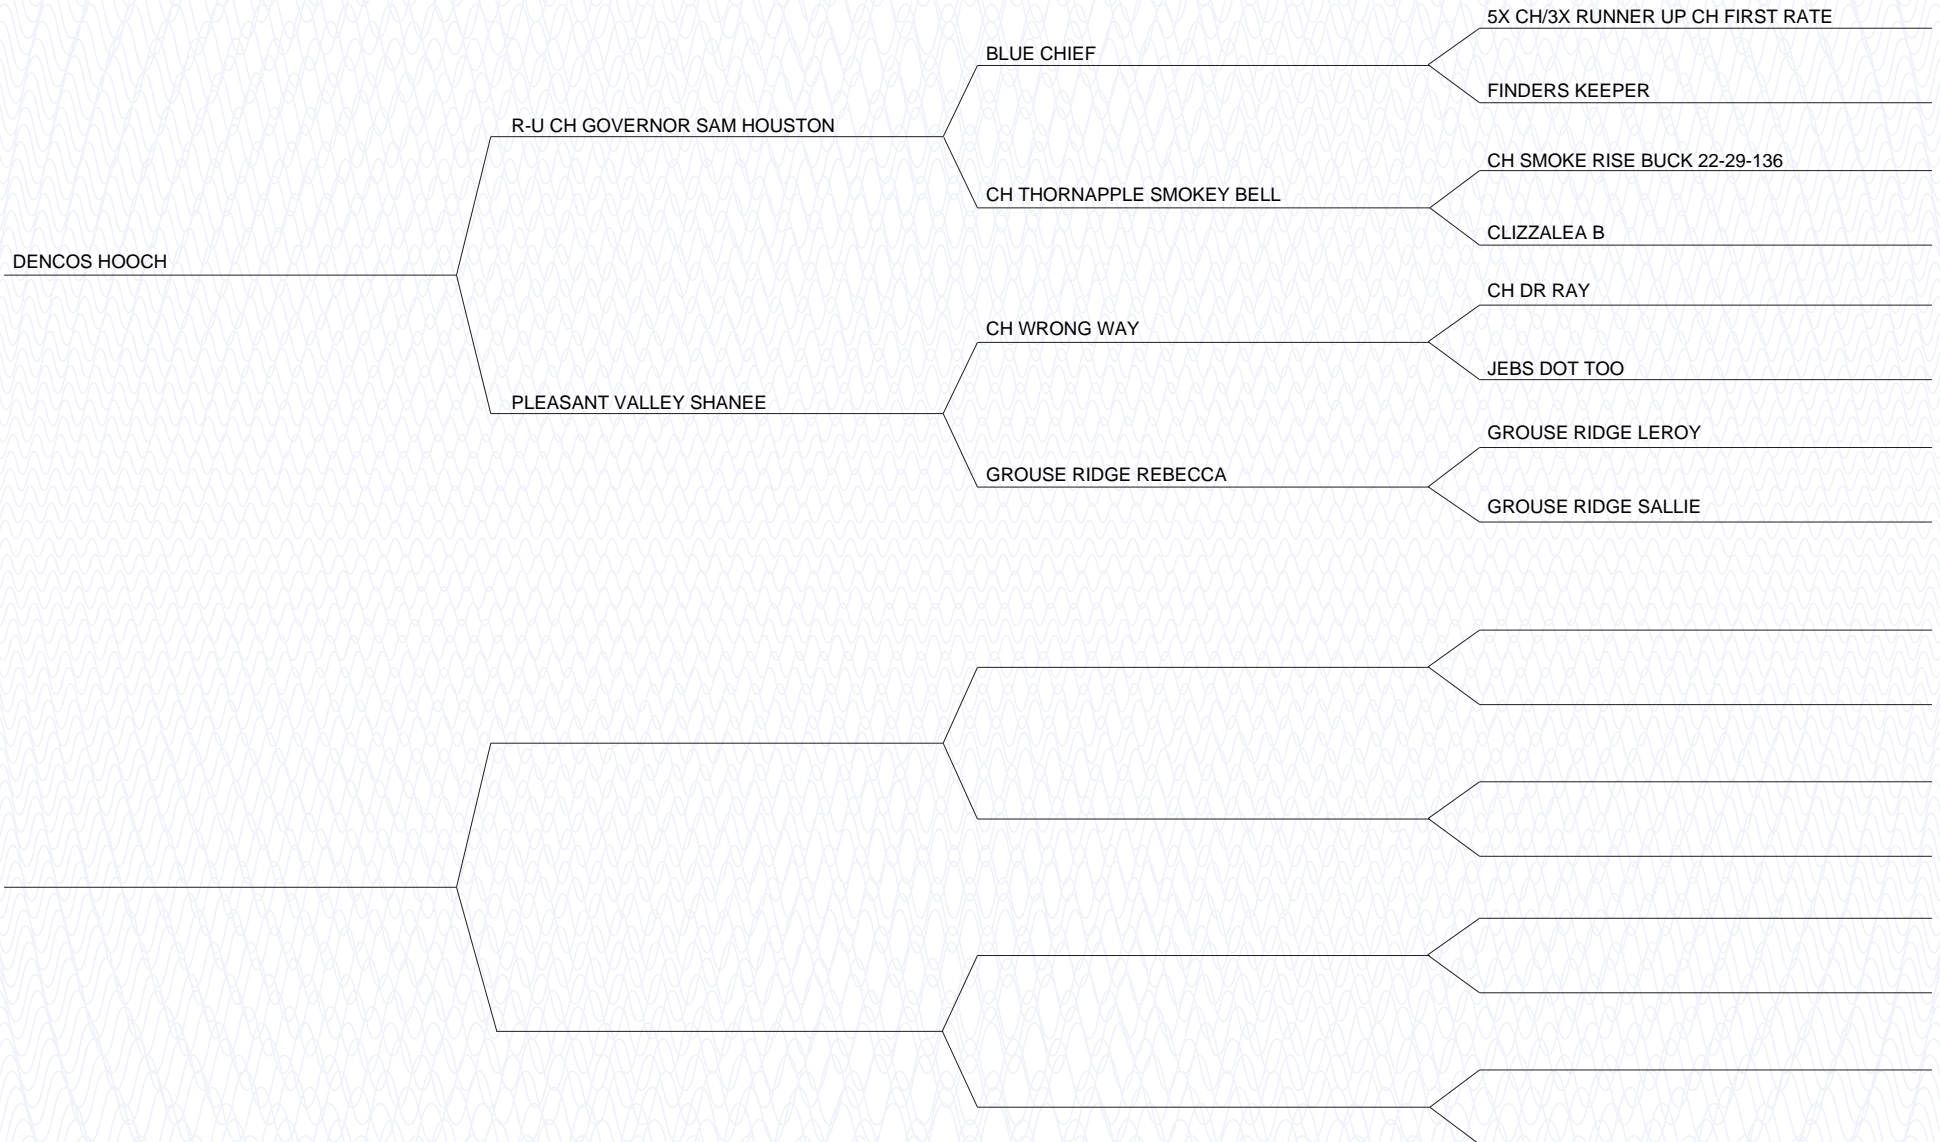 5X CH/3X RUNNER UP CH FIRST RATE
BLUE CHIEF
FINDERS KEEPER
R-U CH GOVERNOR SAM HOUSTON
CH SMOKE RISE BUCK 22-29-136
CH THORNAPPLE SMOKEY BELL
CLIZZALEA B
DENCOS HOOCH
CH DR RAY
CH WRONG WAY
JEBS DOT TOO
PLEASANT VALLEY SHANEE
GROUSE RIDGE LEROY
GROUSE RIDGE REBECCA
GROUSE RIDGE SALLIE